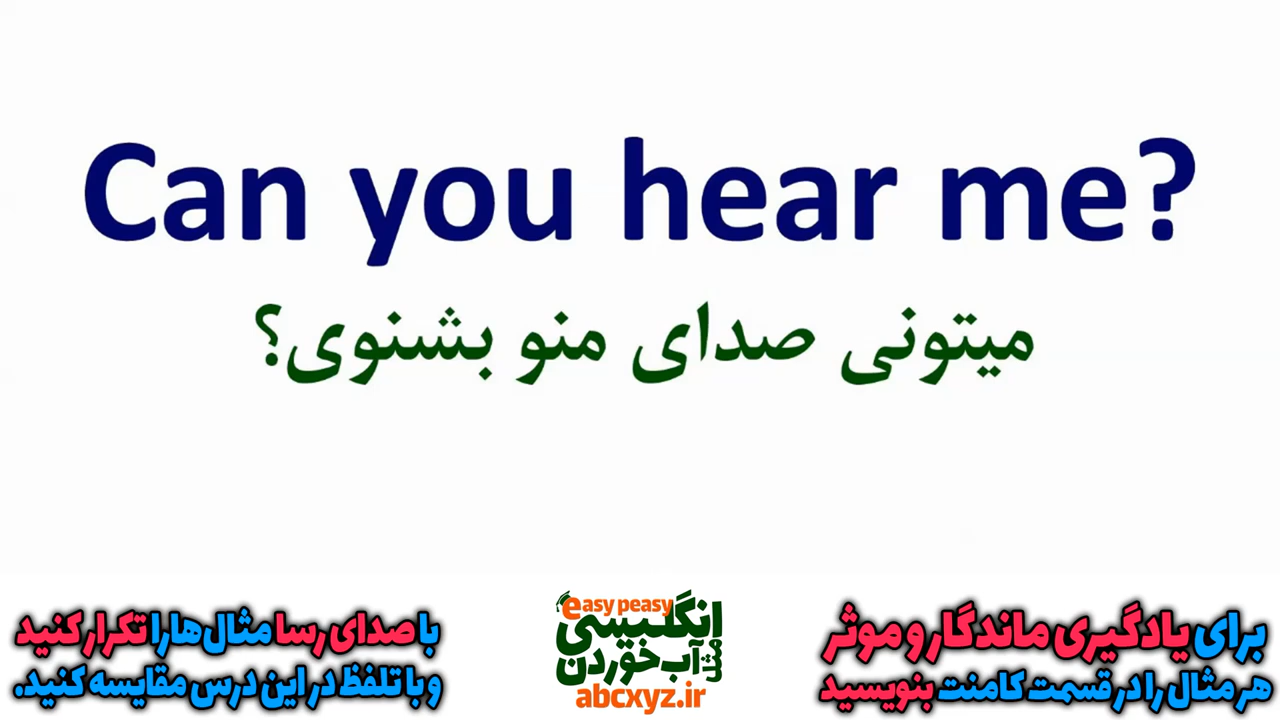 Can you hear me?
میتونی صدای منو بشنوی؟
برای یادگیری ماندگار و موثر
هر مثال را در قسمت کامنت بنویسید
easy peasy
انگلیسی
مثل آب خوردن
abcxyz.ir
با صدای رسا مثال‌ها را تکرار کنید
و با تلفظ در این درس مقایسه کنید.